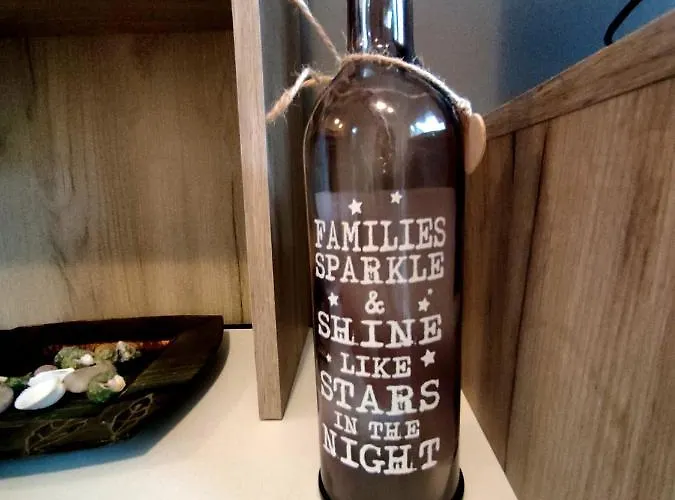 FAMILIES
SPARKLE
&
SHINE
LIKE
STARS
IN THE
NIGHT